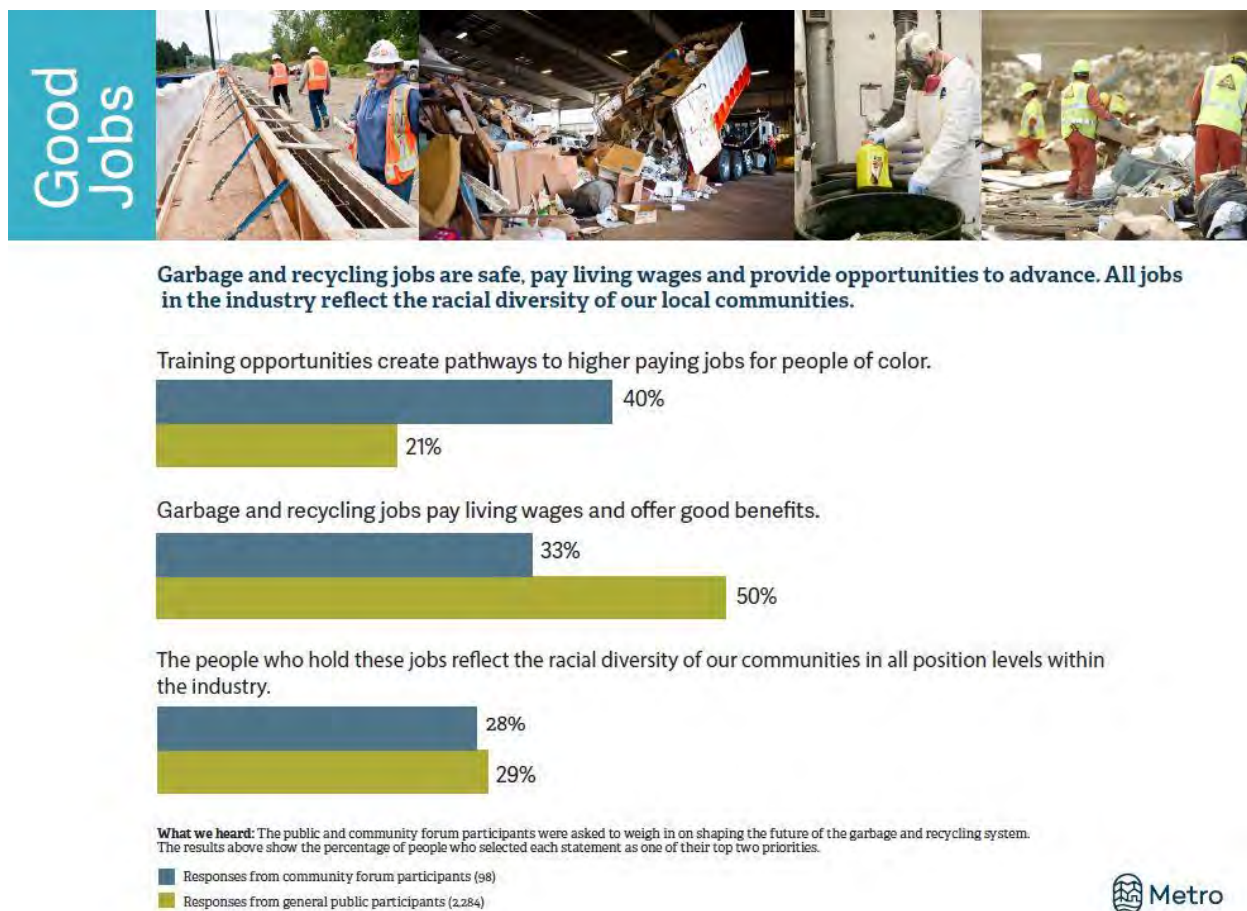 Good
Jobs
Garbage and recycling jobs are safe, pay living wages and provide opportunities to advance. All jobs
in the industry reflect the racial diversity of our local communities.
Training opportunities create pathways to higher paying jobs for people of color.
40%
21%
Garbage and recycling jobs pay living wages and offer good benefits.
33%
50%
The people who hold these jobs reflect the racial diversity of our communities in all position levels within
the industry.
28%
29%
What we heard: The public and community forum participants were asked to weigh in on shaping the future of the garbage and recycling system.
The results above show the percentage of people who selected each statement as one of their top two priorities.
Responses from community forum participants (98)
Responses from general public participants (2,284)
Metro